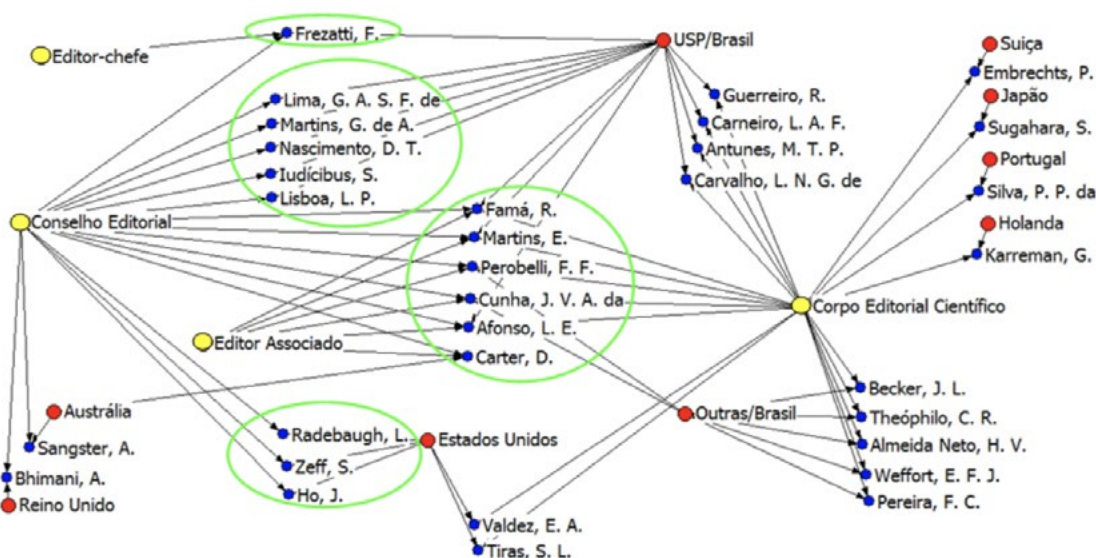 Frezatti, F.
Editor-chefe
USP/Brasil
Suiça
Embrechts, P.
Japão
Sugahara, S.
Portugal
Silva, P. P. da
Holanda
Karreman, G.
Guerreiro, R.
Carneiro, L. A. F.
Antunes, M. T. P.
Carvalho, L. N. G. de
Lima, G. A. S. F. de
Martins, G. de A.
Nascimento, D. T.
Iudícibus, S.
Lisboa, L. P.
Conselho Editorial
Famá, R.
Martins, E.
Perobelli, F. F.
Cunha, J. V. A. da
Afonso, L. E.
Carter, D.
Editor Associado
Corpo Editorial Científico
Austrália
Sangster, A.
Bhimani, A.
Reino Unido
Radebaugh, L.
Zeff, S.
Ho, J.
Estados Unidos
Valdez, E. A.
Tiras, S. L.
Outras/Brasil
Becker, J. L.
Theóphilo, C. R.
Almeida Neto, H. V.
Weffort, E. F. J.
Pereira, F. C.